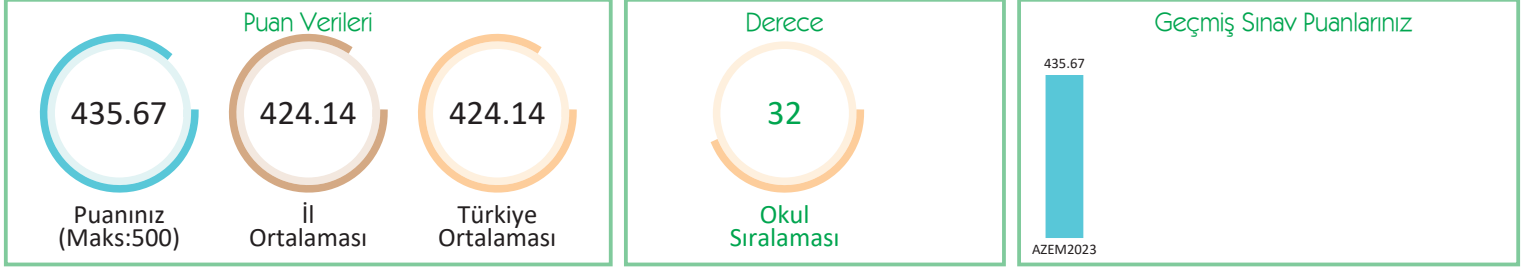 Puan Verileri
435.67
424.14
424.14
Puanınız
(Maks:500)
İl
Ortalaması
Türkiye
Ortalaması
Derece
32
Okul
Sıralaması
Geçmiş Sınav Puanlarınız
435.67
AZEM2023